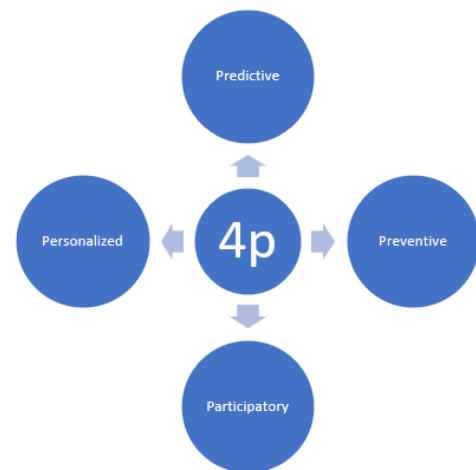 Predictive
Personalized
4p
Preventive
Participatory